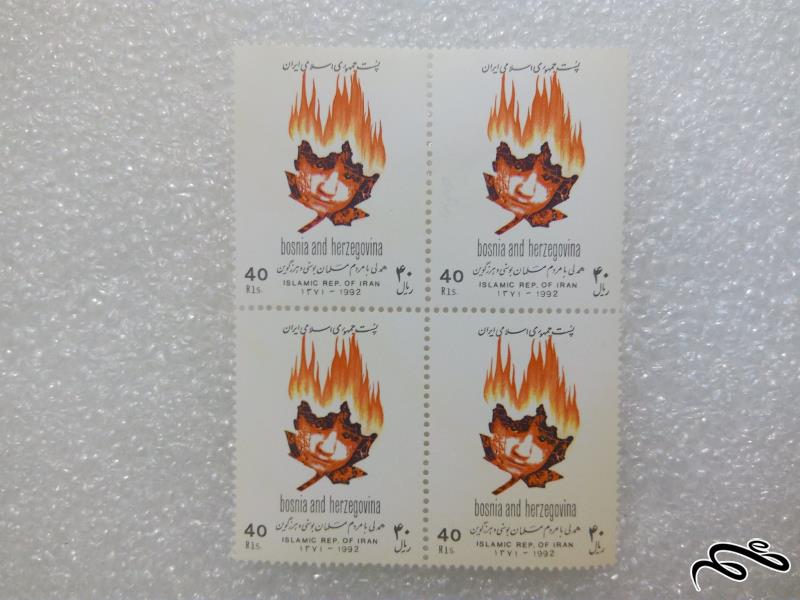 پست جمهوری اسلامی ایران
bosnia and herzegovina
همدلی با مردم مسلمان بوسنی و هرزگوین
40 Rls.
ISLAMIC REP. OF IRAN
۱۳۷۱ - 1992
۴۰ ریال
پست جمهوری اسلامی ایران
bosnia and herzegovina
همدلی با مردم مسلمان بوسنی و هرزگوین
40 Rls.
ISLAMIC REP. OF IRAN
۱۳۷۱ - 1992
۴۰ ریال
پست جمهوری اسلامی ایران
bosnia and herzegovina
همدلی با مردم مسلمان بوسنی و هرزگوین
40 Rls.
ISLAMIC REP. OF IRAN
۱۳۷۱ - 1992
۴۰ ریال
پست جمهوری اسلامی ایران
bosnia and herzegovina
همدلی با مردم مسلمان بوسنی و هرزگوین
40 Rls.
ISLAMIC REP. OF IRAN
۱۳۷۱ - 1992
۴۰ ریال